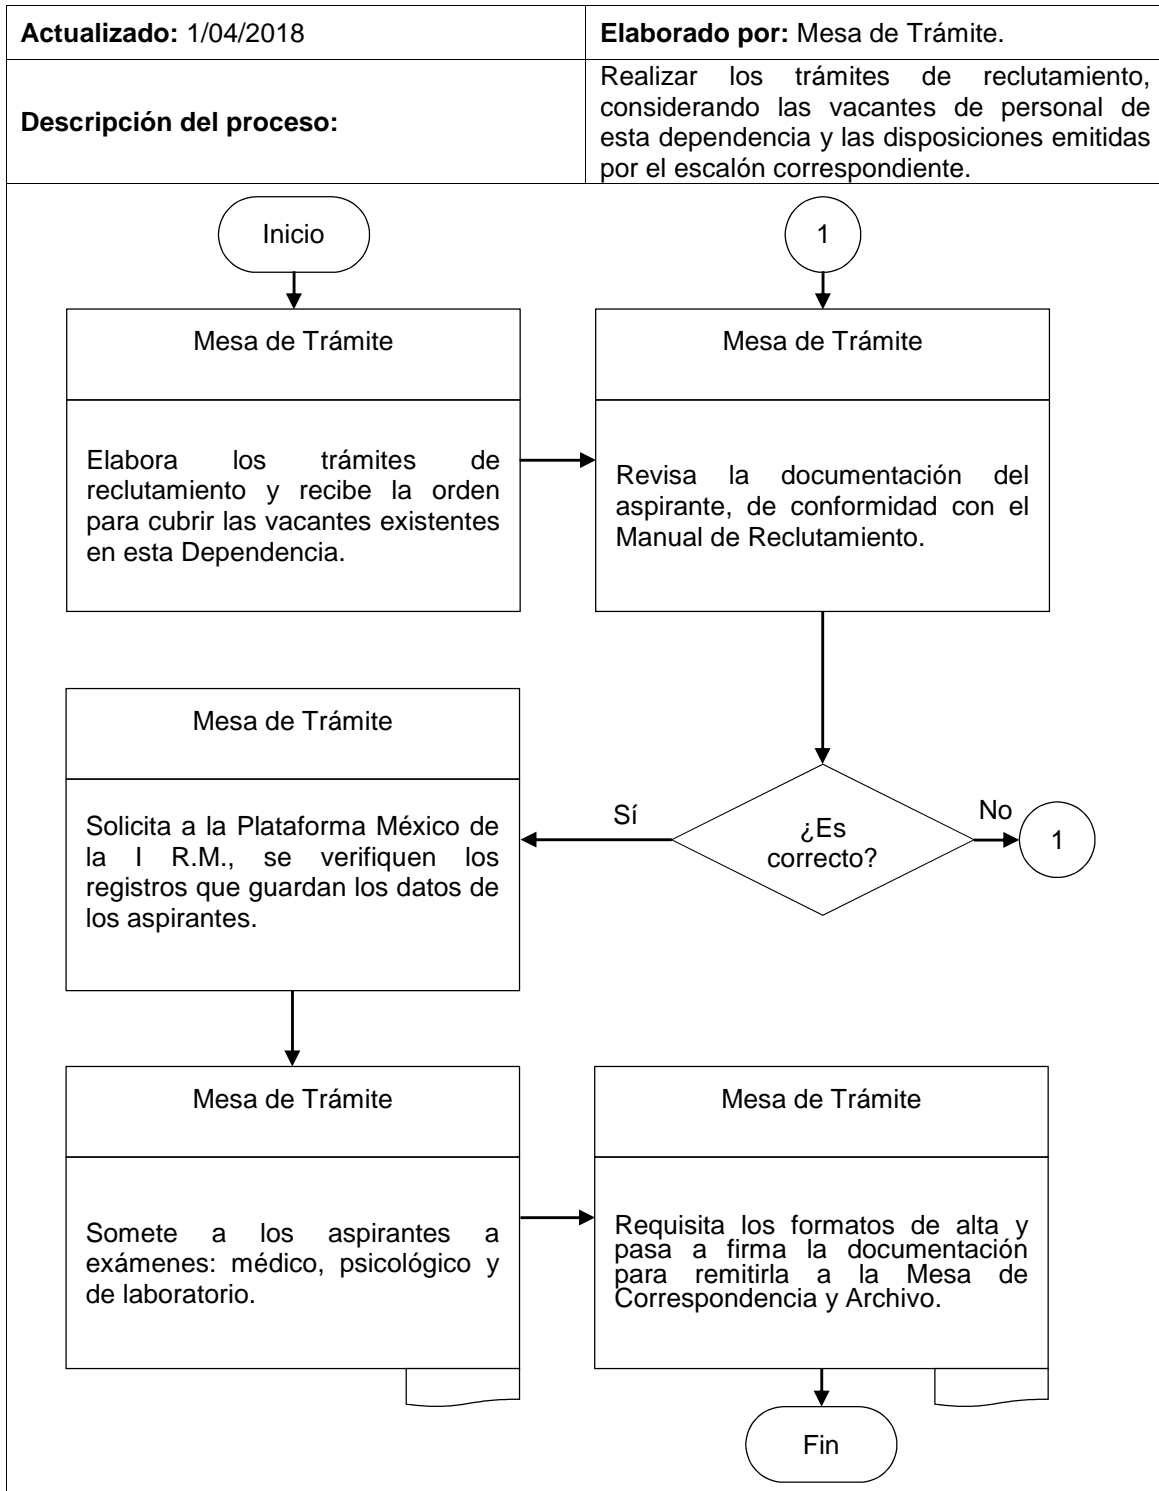 Actualizado: 1/04/2018
Elaborado por: Mesa de Trámite.
Descripción del proceso:
Realizar los trámites de reclutamiento,
considerando las vacantes de personal de
esta dependencia y las disposiciones emitidas
por el escalón correspondiente.
Inicio
1
Mesa de Trámite
Elabora los trámites de
reclutamiento y recibe la orden
para cubrir las vacantes existentes
en esta Dependencia.
Mesa de Trámite
Revisa la documentación del
aspirante, de conformidad con el
Manual de Reclutamiento.
¿Es
correcto?
No
1
Sí
Mesa de Trámite
Solicita a la Plataforma México de
la I R.M., se verifiquen los
registros que guardan los datos de
los aspirantes.
Mesa de Trámite
Somete a los aspirantes a
exámenes: médico, psicológico y
de laboratorio.
Mesa de Trámite
Requisita los formatos de alta y
pasa a firma la documentación
para remitirla a la Mesa de
Correspondencia y Archivo.
Fin